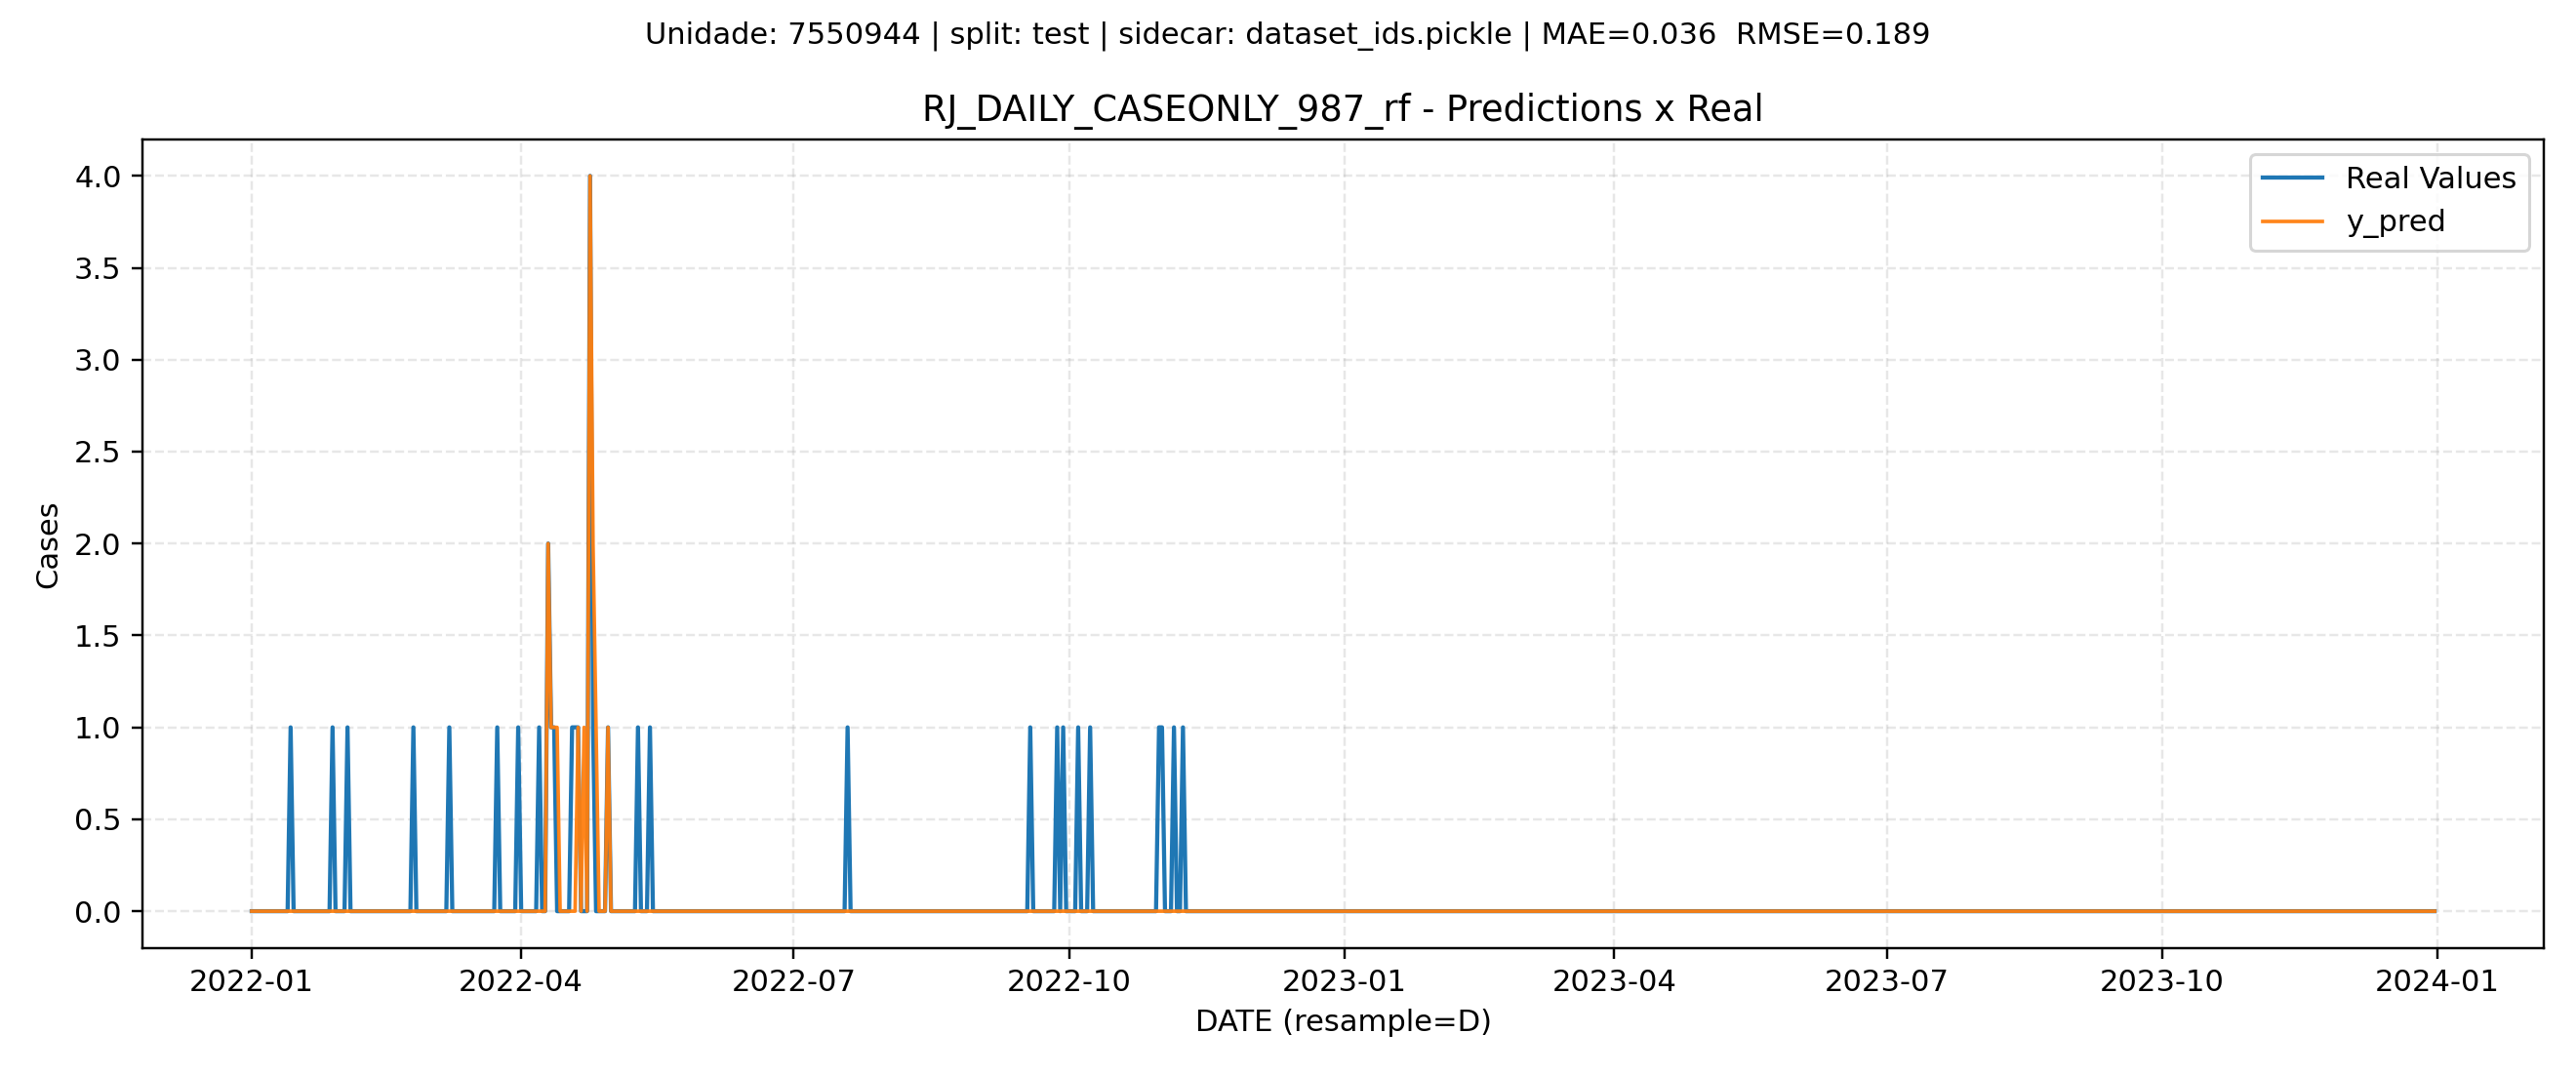 Unidade: 7550944 | split: test | sidecar: dataset_ids.pickle | MAE=0.036  RMSE=0.189
RJ_DAILY_CASEONLY_987_rf - Predictions x Real
Real Values
y_pred
4.0
3.5
3.0
2.5
2.0
1.5
1.0
0.5
0.0
Cases
2022-01 2022-04 2022-07 2022-10 2023-01 2023-04 2023-07 2023-10 2024-01
DATE (resample=D)